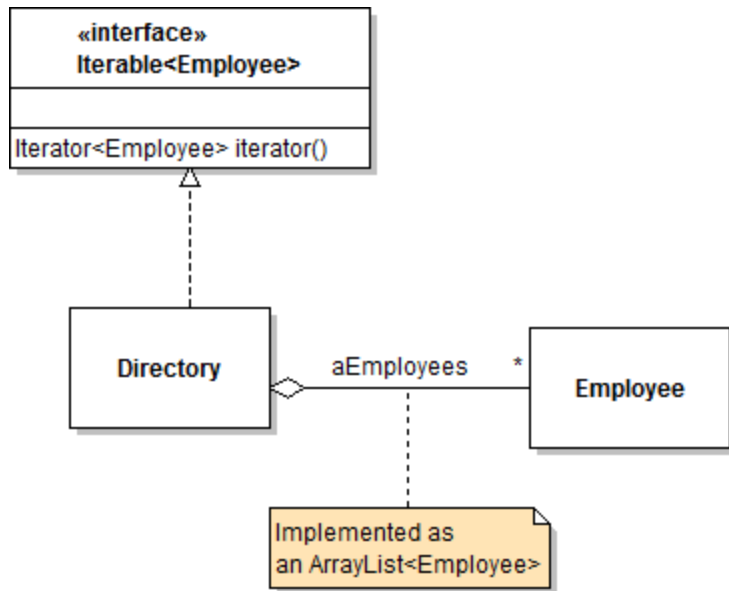 «interface»
Iterable<Employee>
Iterator<Employee> iterator()
Directory
aEmployees
*
Employee
Implemented as
an ArrayList<Employee>